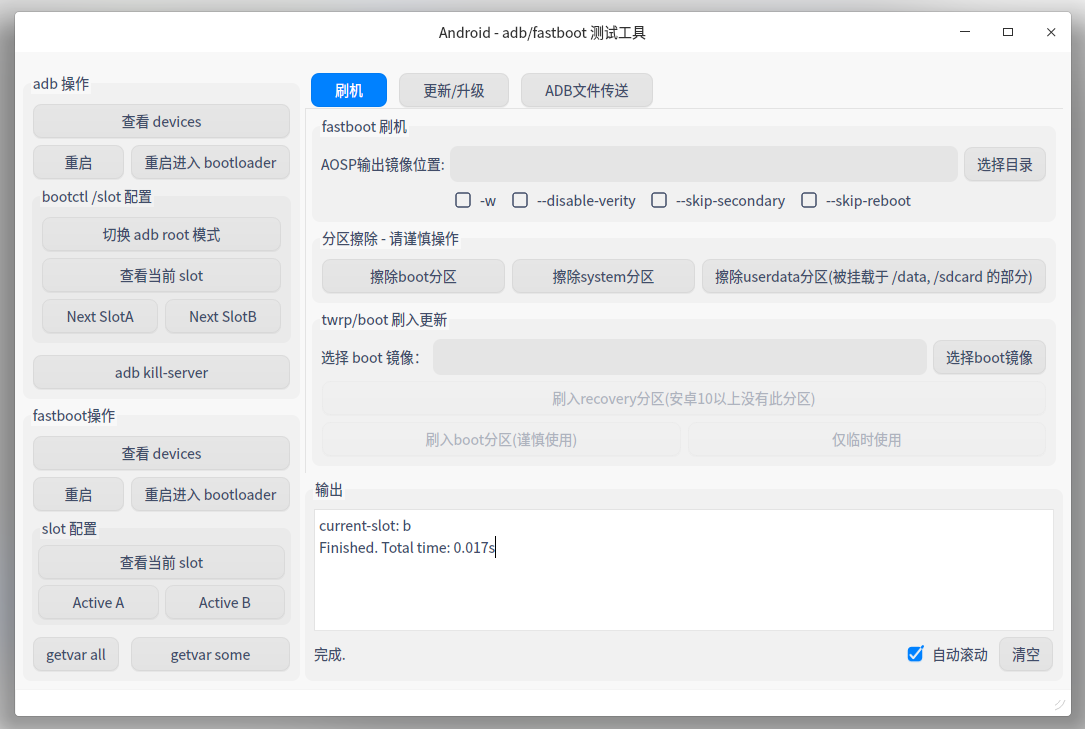 Android - adb/fastboot 测试工具
adb 操作
查看 devices
重启 重启进入 bootloader
bootctl /slot 配置
切换 adb root 模式
查看当前 slot
Next SlotA Next SlotB
adb kill-server
fastboot操作
查看 devices
重启 重启进入 bootloader
slot 配置
查看当前 slot
Active A Active B
getvar all getvar some
刷机 更新/升级 ADB文件传送
fastboot 刷机
AOSP输出镜像位置: 选择目录
-w --disable-verity --skip-secondary --skip-reboot
分区擦除 - 请谨慎操作
擦除boot分区 擦除system分区 擦除userdata分区(被挂载于 /data, /sdcard 的部分)
twrp/boot 刷入更新
选择 boot 镜像: 选择boot镜像
刷入recovery分区(安卓10以上没有此分区)
刷入boot分区(谨慎使用) 仅临时使用
输出
current-slot: b
Finished. Total time: 0.017s
完成. 自动滚动 清空